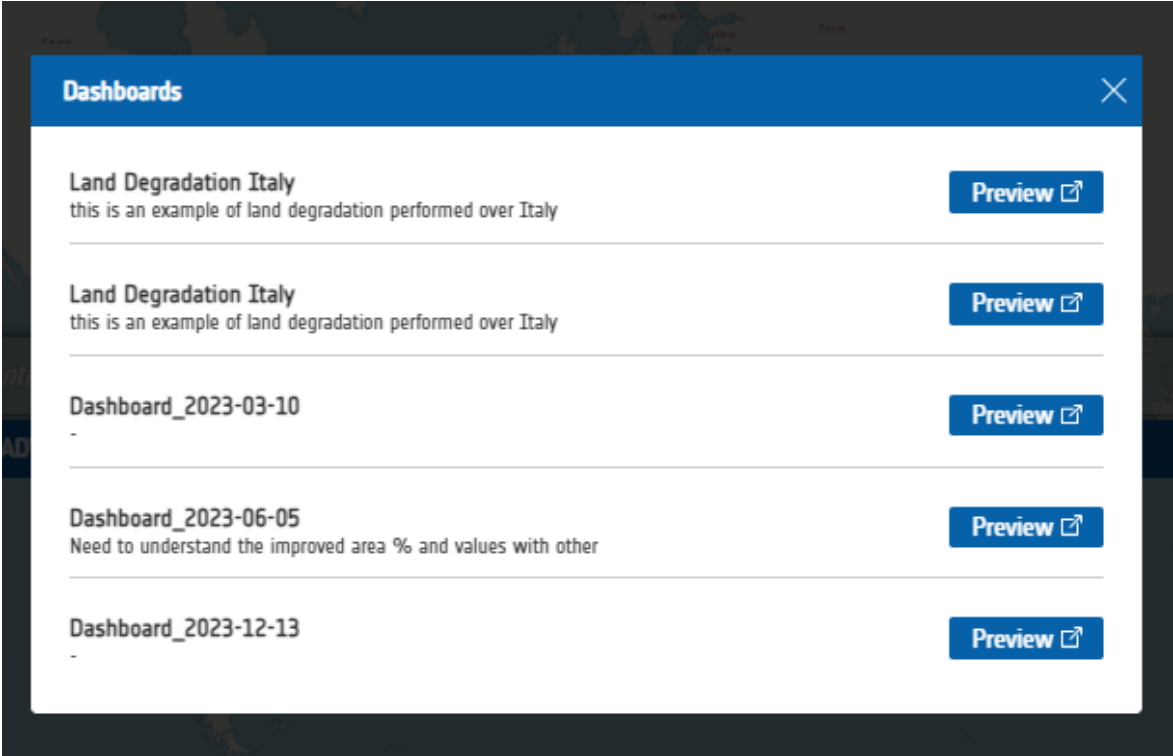 Dashboards
Land Degradation Italy
this is an example of land degradation performed over Italy
Preview
Land Degradation Italy
this is an example of land degradation performed over Italy
Preview
Dashboard_2023-03-10
-
Preview
Dashboard_2023-06-05
Need to understand the improved area % and values with other
Preview
Dashboard_2023-12-13
-
Preview